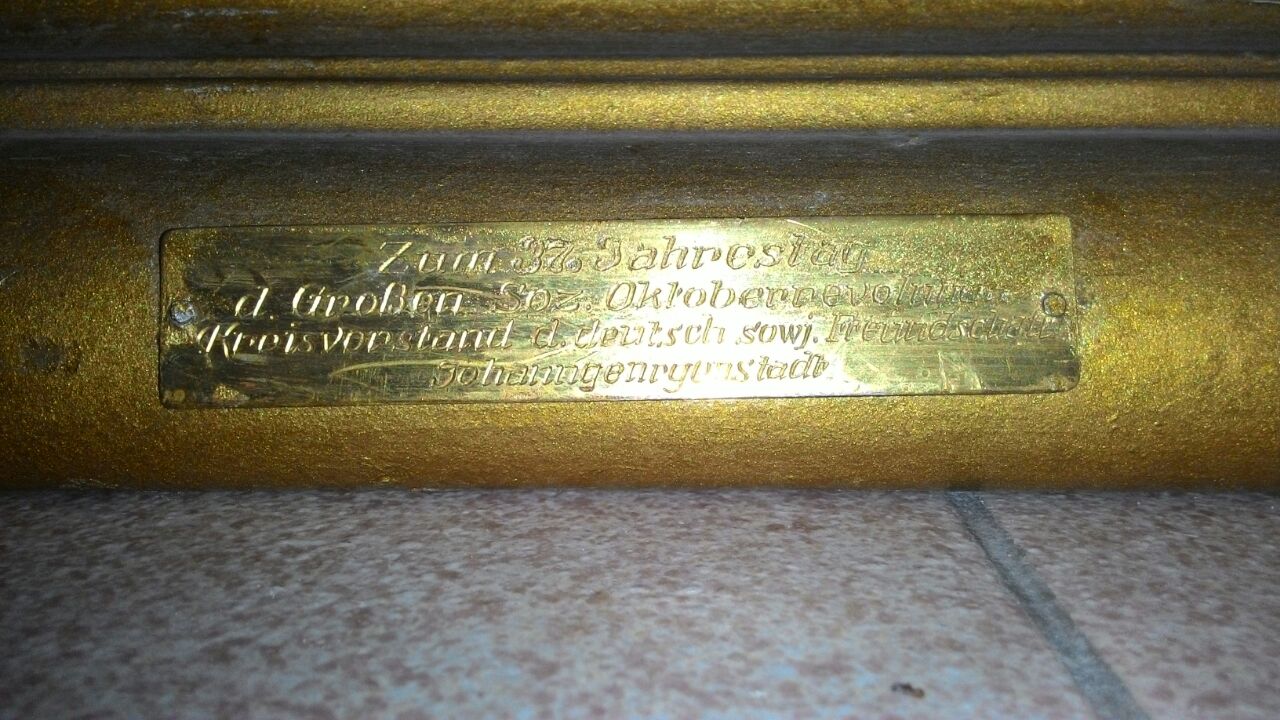 Zum 37. Jahrestag
d. Großen Soz. Oktoberrevolution
Kreisvorstand d. deutsch sowj. Freundschaft
Johanngeorgenstadt